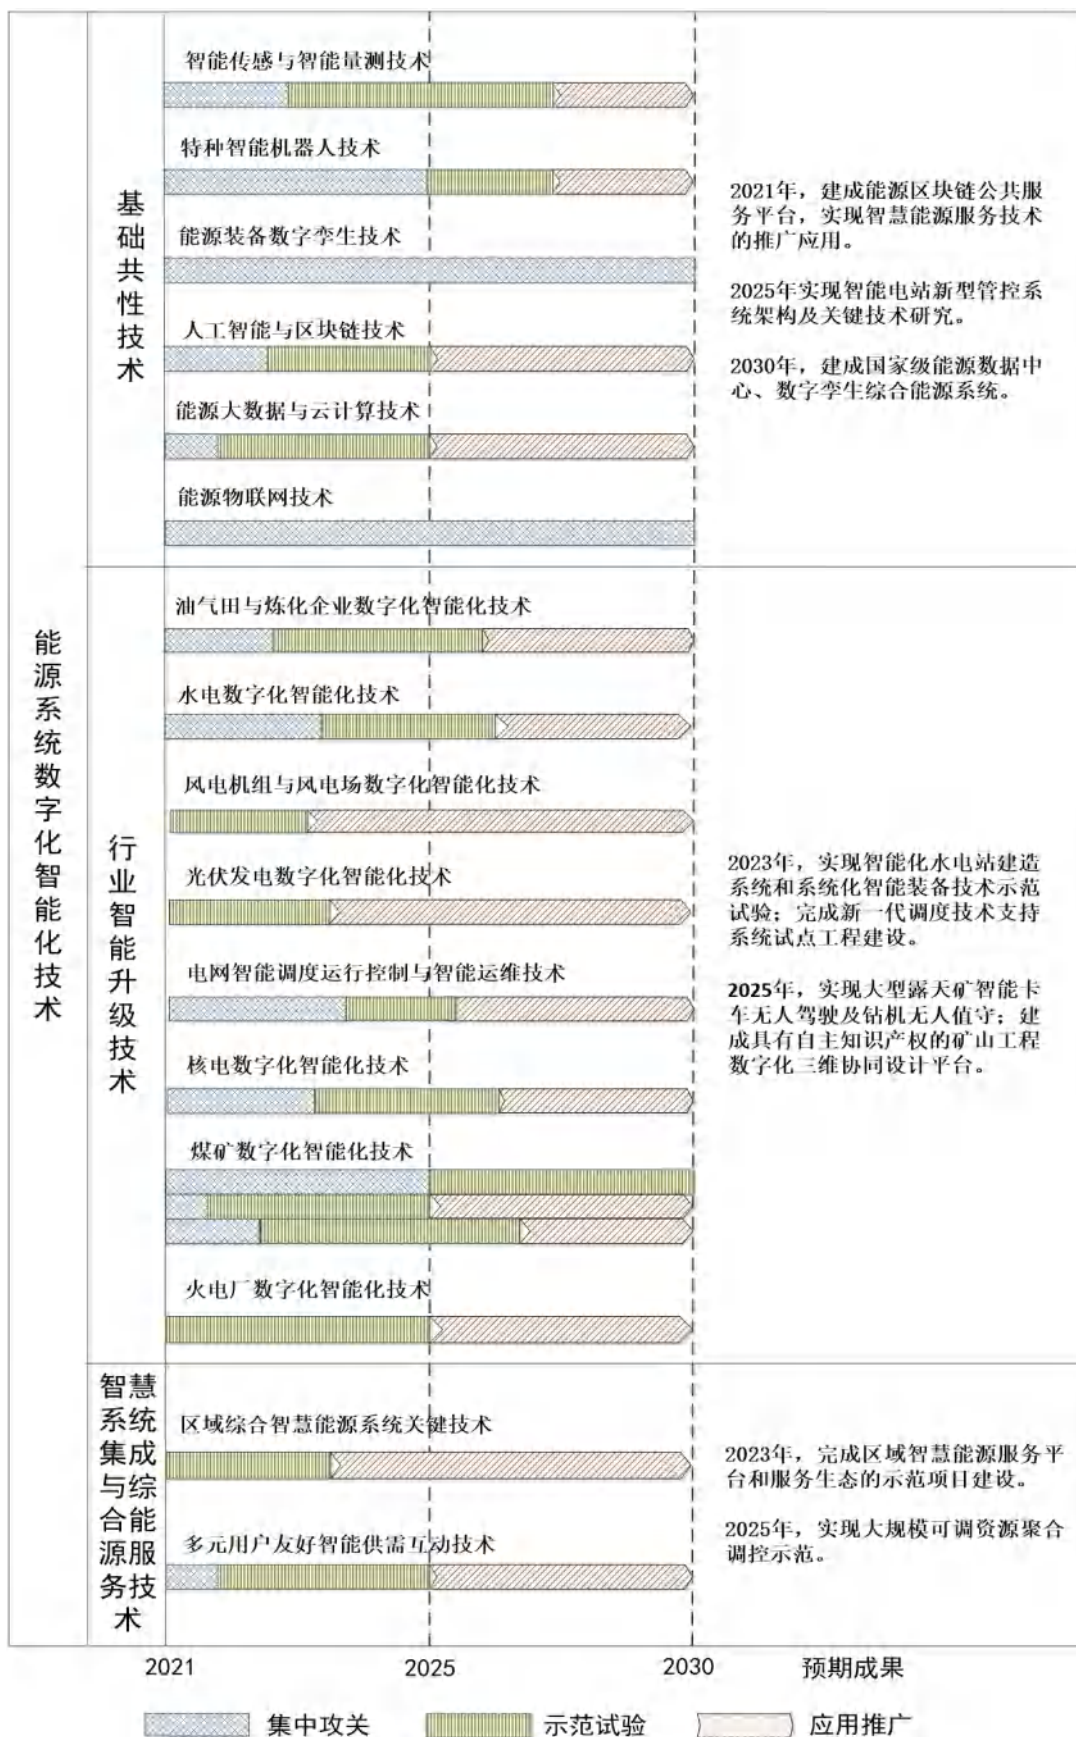 能源系统数字化智能化技术
基础共性技术
智能传感与智能量测技术
特种智能机器人技术
能源装备数字孪生技术
人工智能与区块链技术
能源大数据与云计算技术
能源物联网技术
2021年，建成能源区块链公共服
务平台，实现智慧能源服务技术
的推广应用。
2025年实现智能电站新型管控系
统架构及关键技术研究。
2030年，建成国家级能源数据中
心、数字孪生综合能源系统。
行业智能升级技术
油气田与炼化企业数字化智能化技术
水电数字化智能化技术
风电机组与风电场数字化智能化技术
光伏发电数字化智能化技术
电网智能调度运行控制与智能运维技术
核电数字化智能化技术
煤矿数字化智能化技术
火电厂数字化智能化技术
2023年，实现智能化水电站建造
系统和系统化智能装备技术示范
试验；完成新一代调度技术支持
系统试点工程建设。
2025年，实现大型露天矿智能卡
车无人驾驶及钻机无人值守；建
成具有自主知识产权的矿山工程
数字化三维协同设计平台。
智慧
系统
集成
与综
合能
源服
务技
术
区域综合智慧能源系统关键技术
多元用户友好智能供需互动技术
2023年，完成区域智慧能源服务平
台和服务生态的示范项目建设。
2025年，实现大规模可调资源聚合
调控示范。
2021 2025 2030 预期成果
集中攻关 示范试验 应用推广